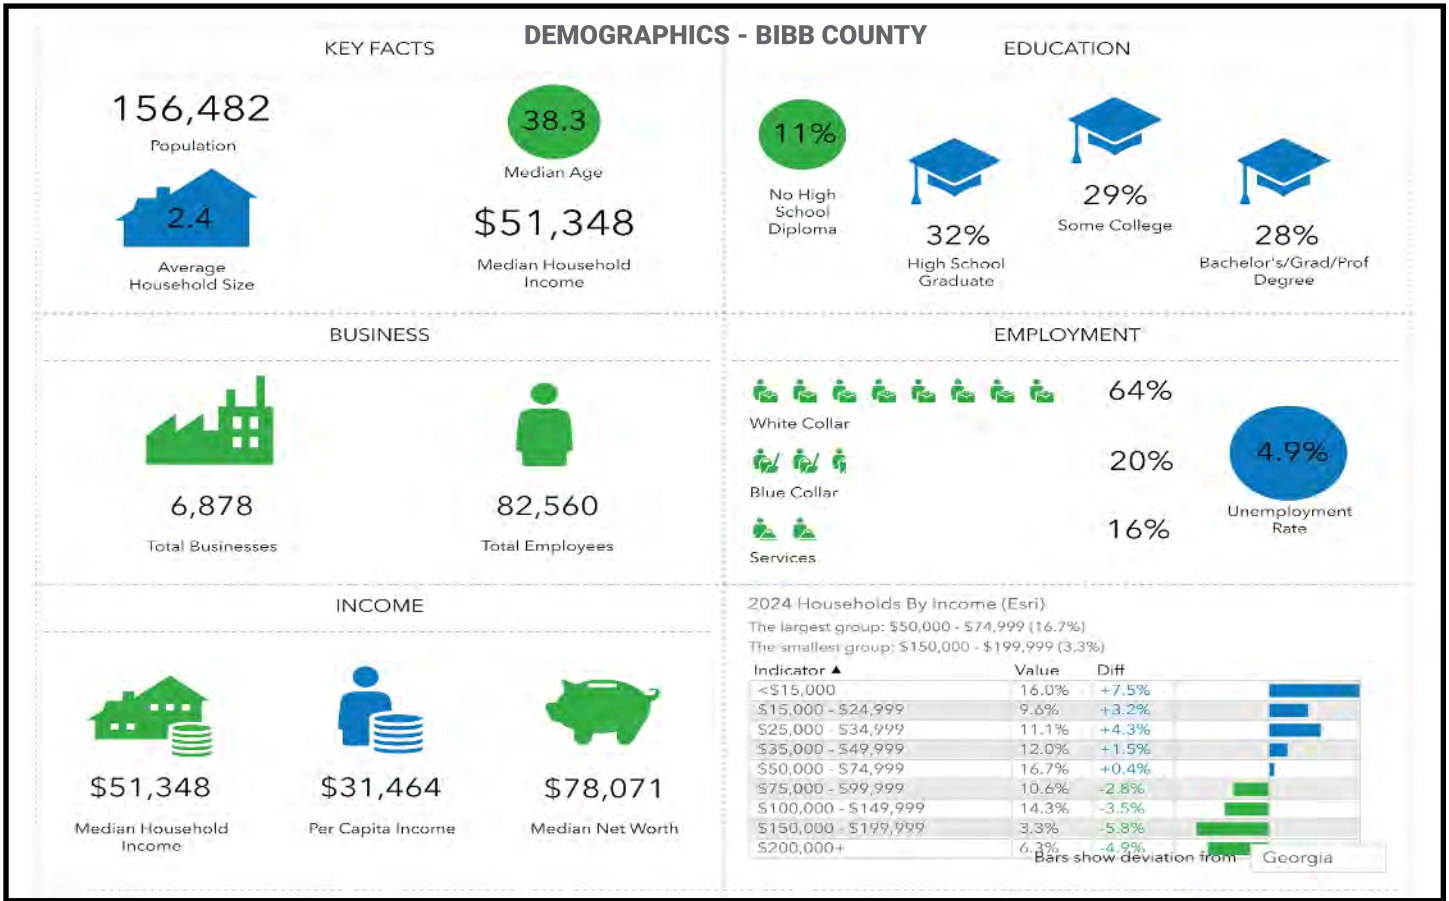 DEMOGRAPHICS - BIBB COUNTY
KEY FACTS
156,482
Population
38.3
Median Age
2.4
Average
Household Size
$51,348
Median Household
Income
EDUCATION
11%
No High
School
Diploma
32%
High School
Graduate
29%
Some College
28%
Bachelor's/Grad/Prof
Degree
BUSINESS
6,878
Total Businesses
82,560
Total Employees
EMPLOYMENT
64%
White Collar
20%
Blue Collar
16%
Services
4.9%
Unemployment
Rate
INCOME
$51,348
Median Household
Income
$31,464
Per Capita Income
$78,071
Median Net Worth
2024 Households By Income (Esri)
The largest group: $50,000 - $74,999 (16.7%)
The smallest group: $150,000 - $199,999 (3.3%)
Indicator ▲ Value Diff
<$15,000 16.0% +7.5%
$15,000 - $24,999 9.6% +3.2%
$25,000 - $34,999 11.1% +4.3%
$35,000 - $49,999 12.0% +1.5%
$50,000 - $74,999 16.7% +0.4%
$75,000 - $99,999 10.6% -2.8%
$100,000 - $149,999 14.3% -3.5%
$150,000 - $199,999 3.3% -5.8%
$200,000+ 6.3% -4.9%
Bars show deviation from Georgia